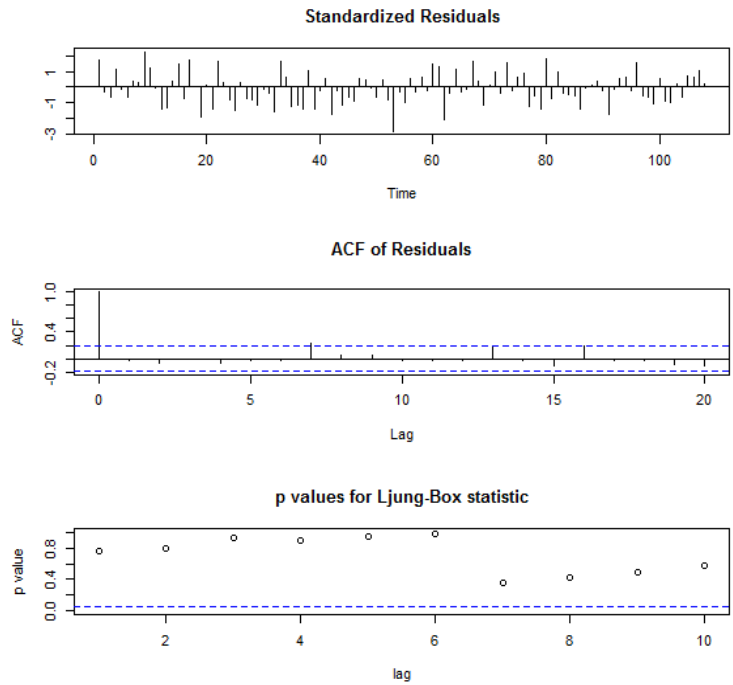 Standardized Residuals
1
-1
-3
0 20 40 60 80 100
Time
ACF of Residuals
ACF
1.0
0.4
-0.2
0 5 10 15 20
Lag
p values for Ljung-Box statistic
p value
0.8
0.4
0.0
2 4 6 8 10
lag